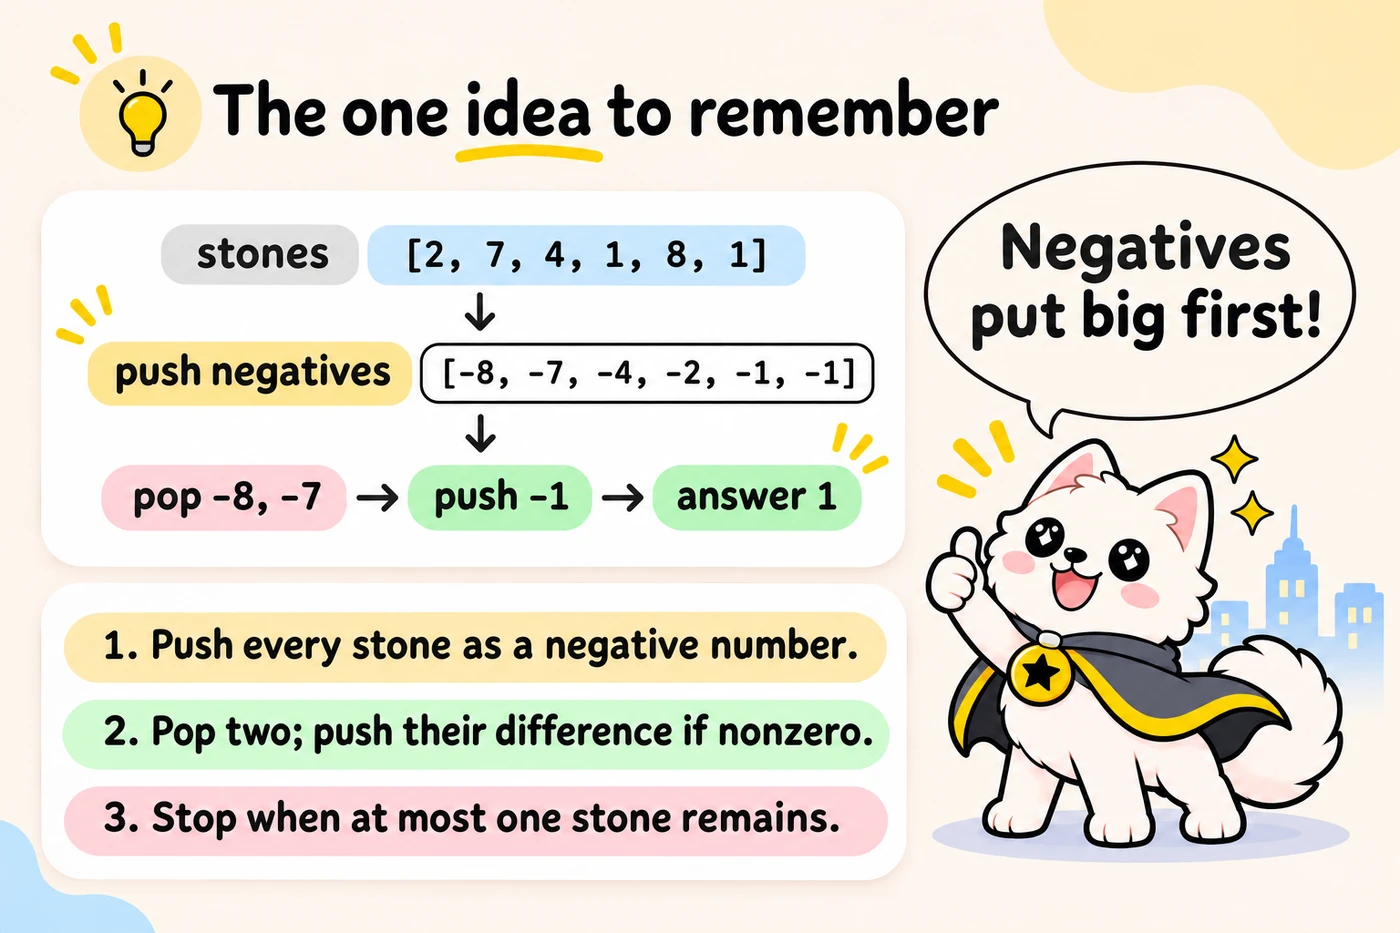 The one idea to remember
stones [2, 7, 4, 1, 8, 1]
push negatives [-8, -7, -4, -2, -1, -1]
pop -8, -7 → push -1 → answer 1
1. Push every stone as a negative number.
2. Pop two; push their difference if nonzero.
3. Stop when at most one stone remains.
Negatives
put big first!